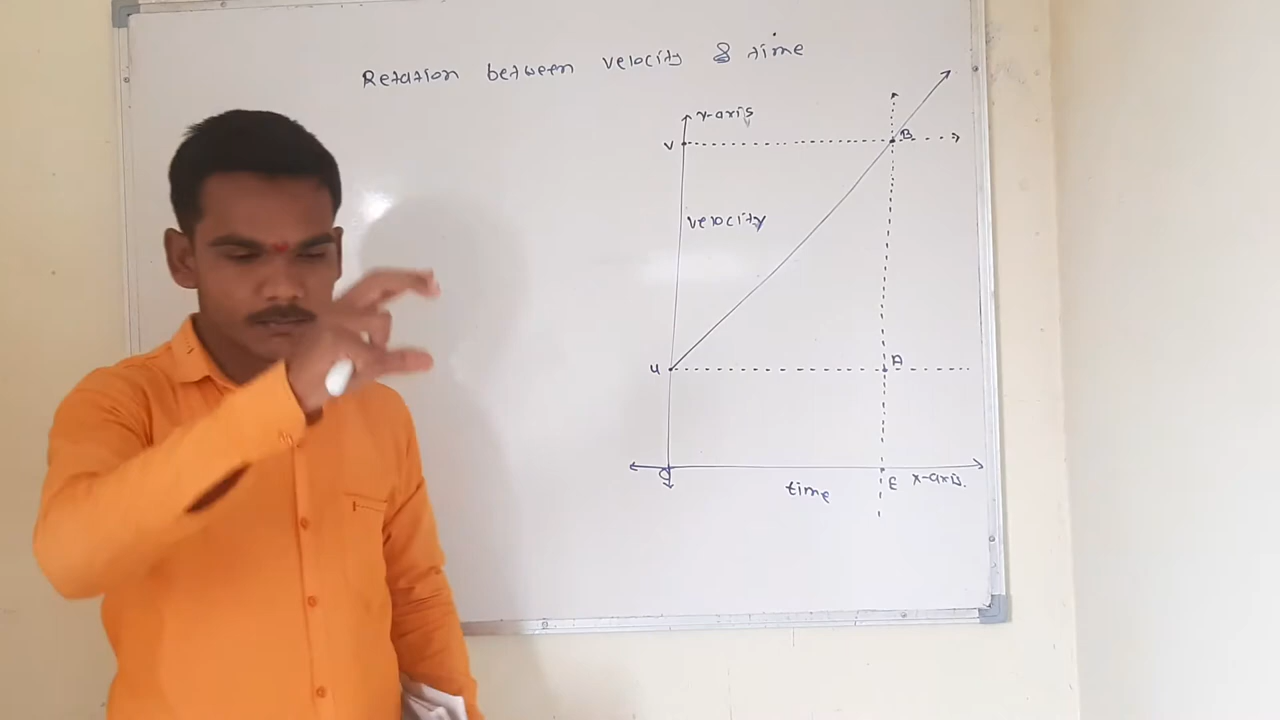 Relation between velocity & time
y-axis
V
B
velocity
U
A
O
time
E
x-axis.